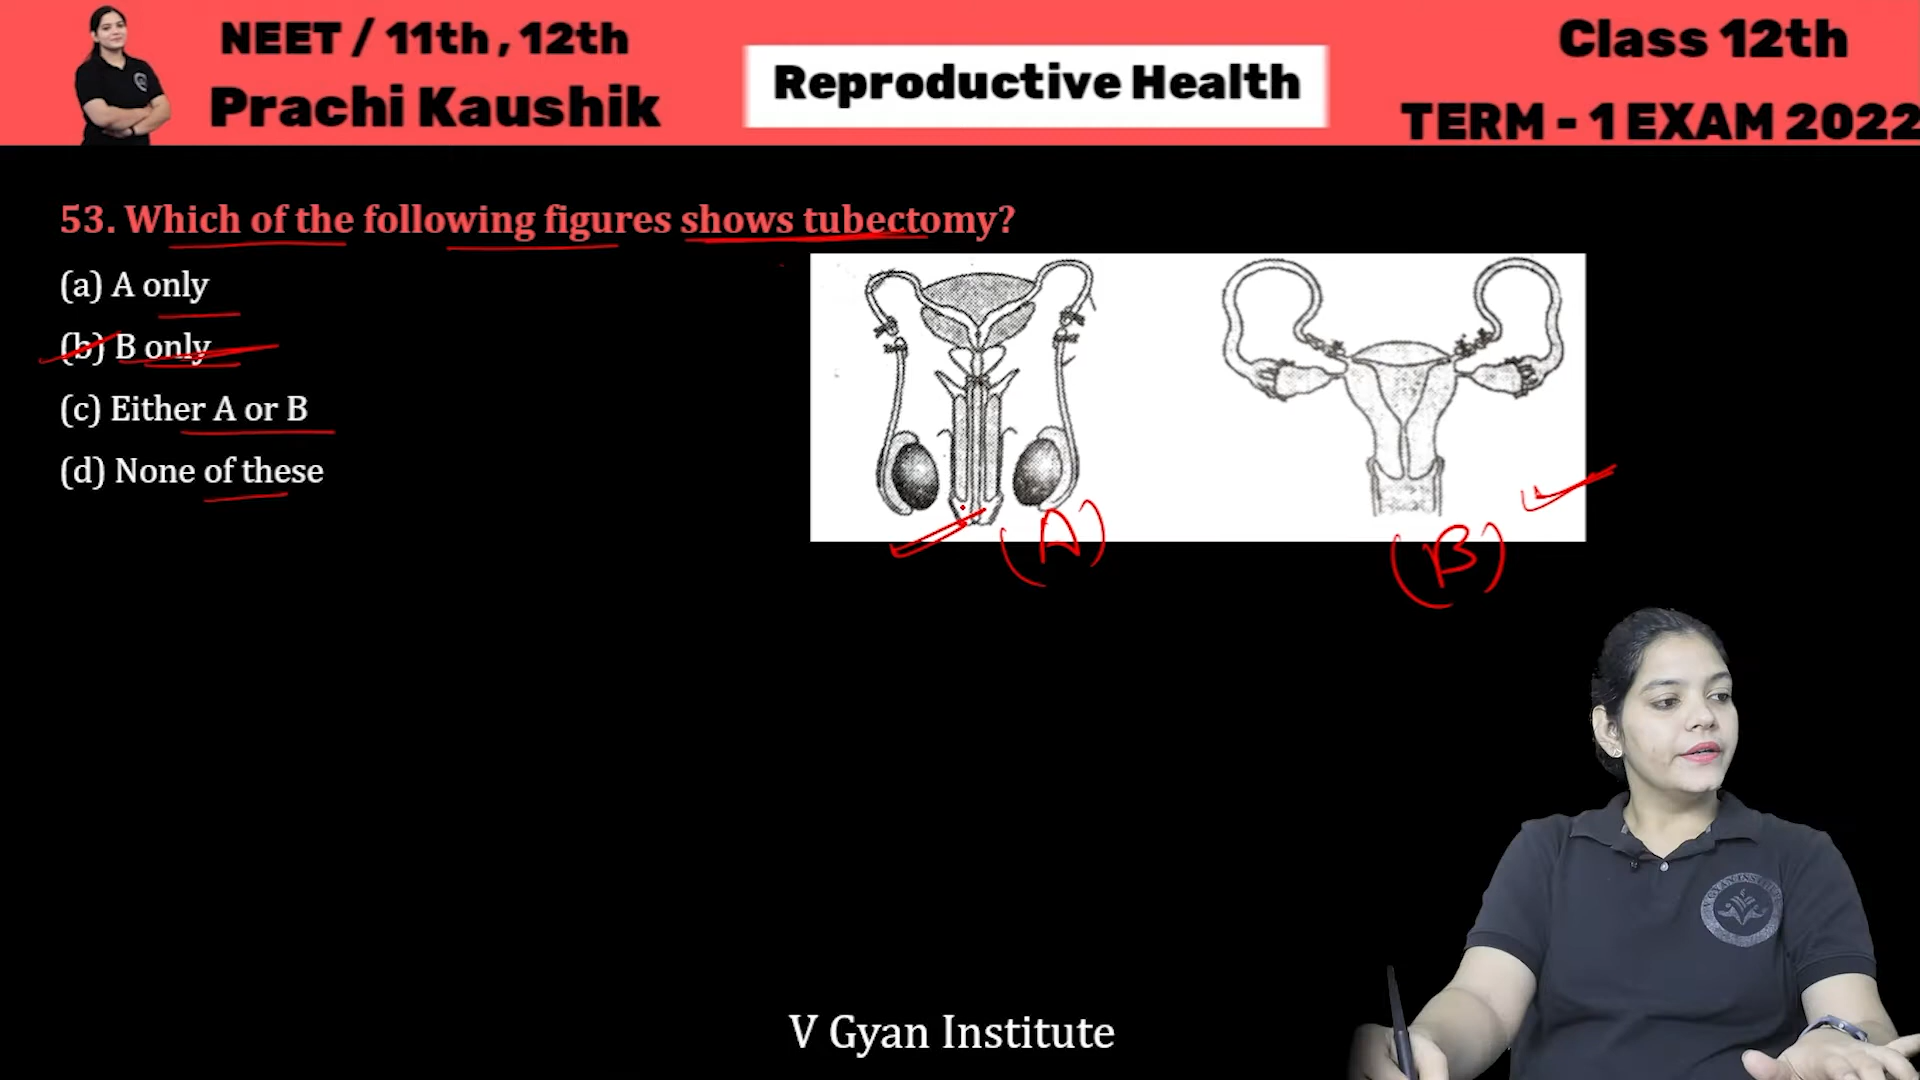 NEET / 11th , 12th
Prachi Kaushik
Reproductive Health
Class 12th
TERM - 1 EXAM 2022
53. Which of the following figures shows tubectomy?
(a) A only
(b) B only
(c) Either A or B
(d) None of these
(A)
(B)
V Gyan Institute